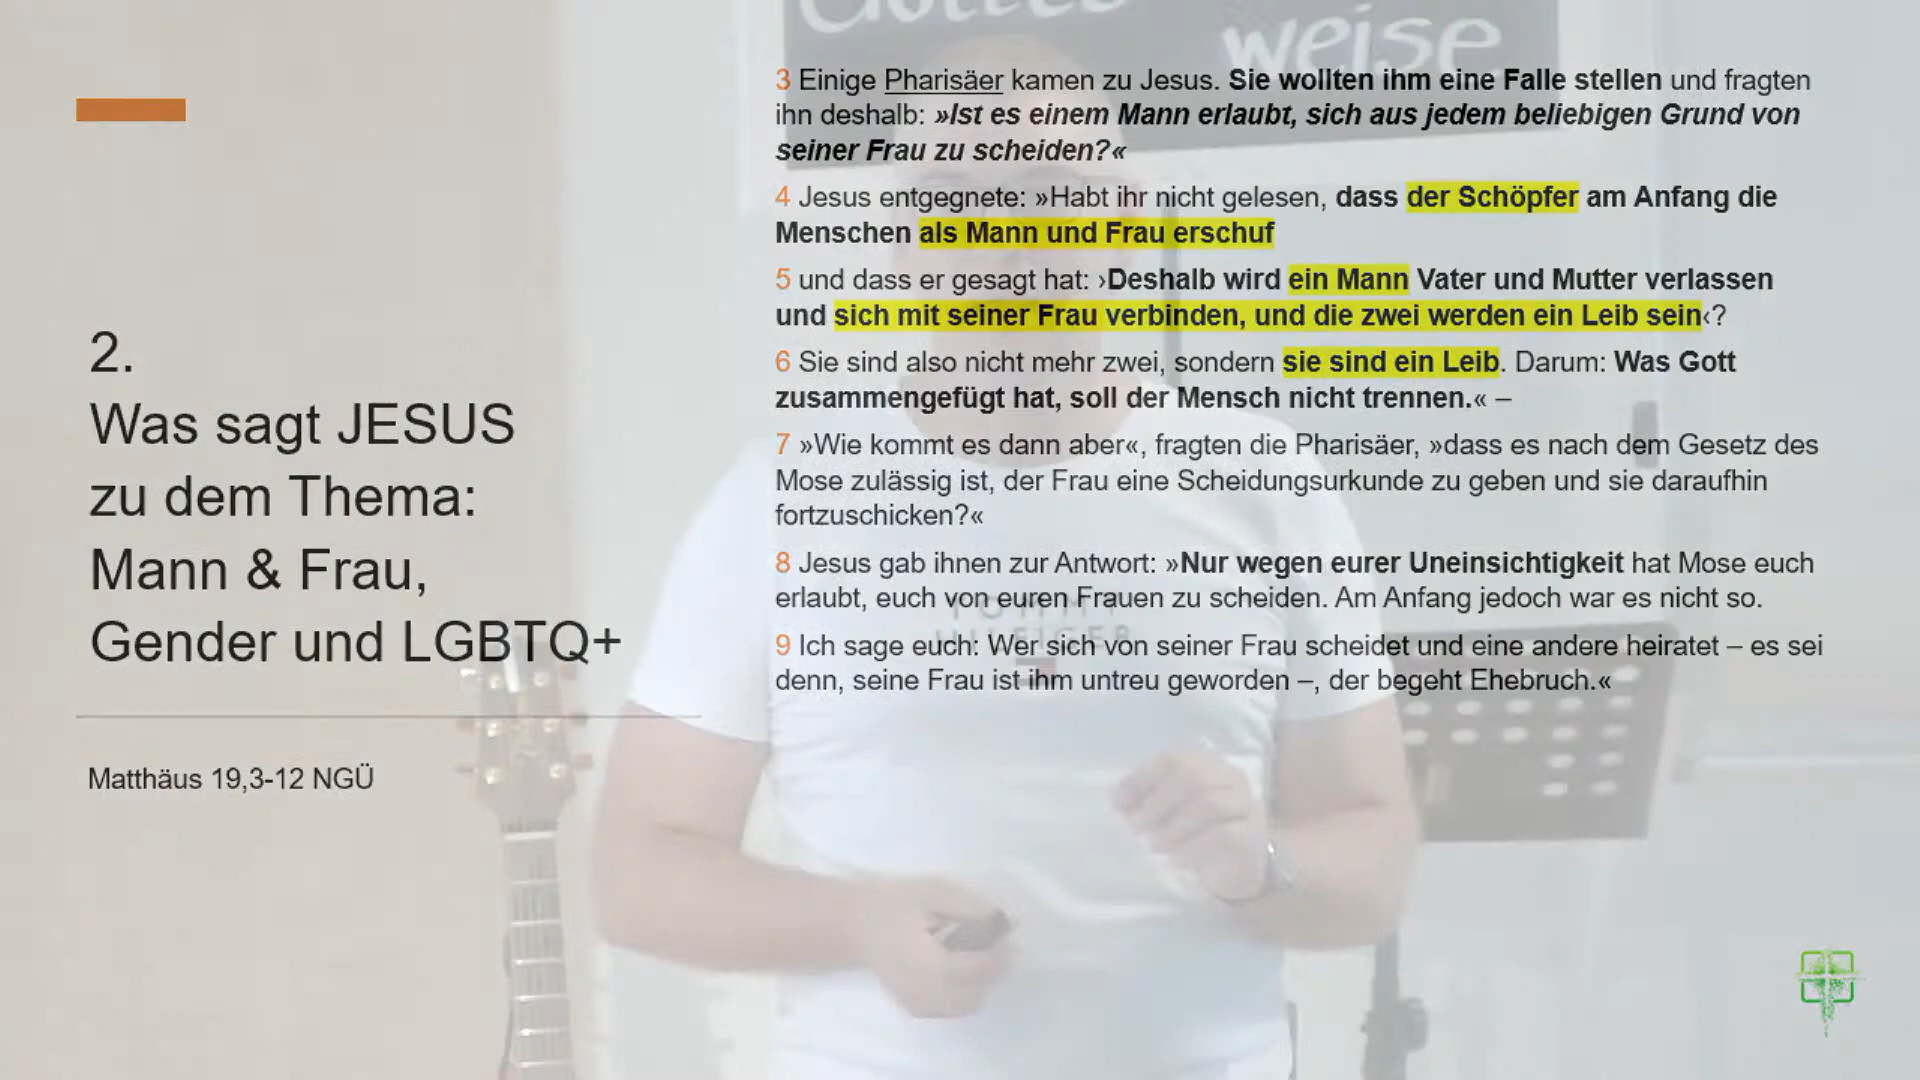 Gottes
weise
2.
Was sagt JESUS
zu dem Thema:
Mann & Frau,
Gender und LGBTQ+
Matthäus 19,3-12 NGÜ
3 Einige Pharisäer kamen zu Jesus. Sie wollten ihm eine Falle stellen und fragten
ihn deshalb: »Ist es einem Mann erlaubt, sich aus jedem beliebigen Grund von
seiner Frau zu scheiden?«
4 Jesus entgegnete: »Habt ihr nicht gelesen, dass der Schöpfer am Anfang die
Menschen als Mann und Frau erschuf
5 und dass er gesagt hat: ›Deshalb wird ein Mann Vater und Mutter verlassen
und sich mit seiner Frau verbinden, und die zwei werden ein Leib sein‹?
6 Sie sind also nicht mehr zwei, sondern sie sind ein Leib. Darum: Was Gott
zusammengefügt hat, soll der Mensch nicht trennen.« –
7 »Wie kommt es dann aber«, fragten die Pharisäer, »dass es nach dem Gesetz des
Mose zulässig ist, der Frau eine Scheidungsurkunde zu geben und sie daraufhin
fortzuschicken?«
8 Jesus gab ihnen zur Antwort: »Nur wegen eurer Uneinsichtigkeit hat Mose euch
erlaubt, euch von euren Frauen zu scheiden. Am Anfang jedoch war es nicht so.
9 Ich sage euch: Wer sich von seiner Frau scheidet und eine andere heiratet – es sei
denn, seine Frau ist ihm untreu geworden –, der begeht Ehebruch.«
TOMMY
HILFIGER